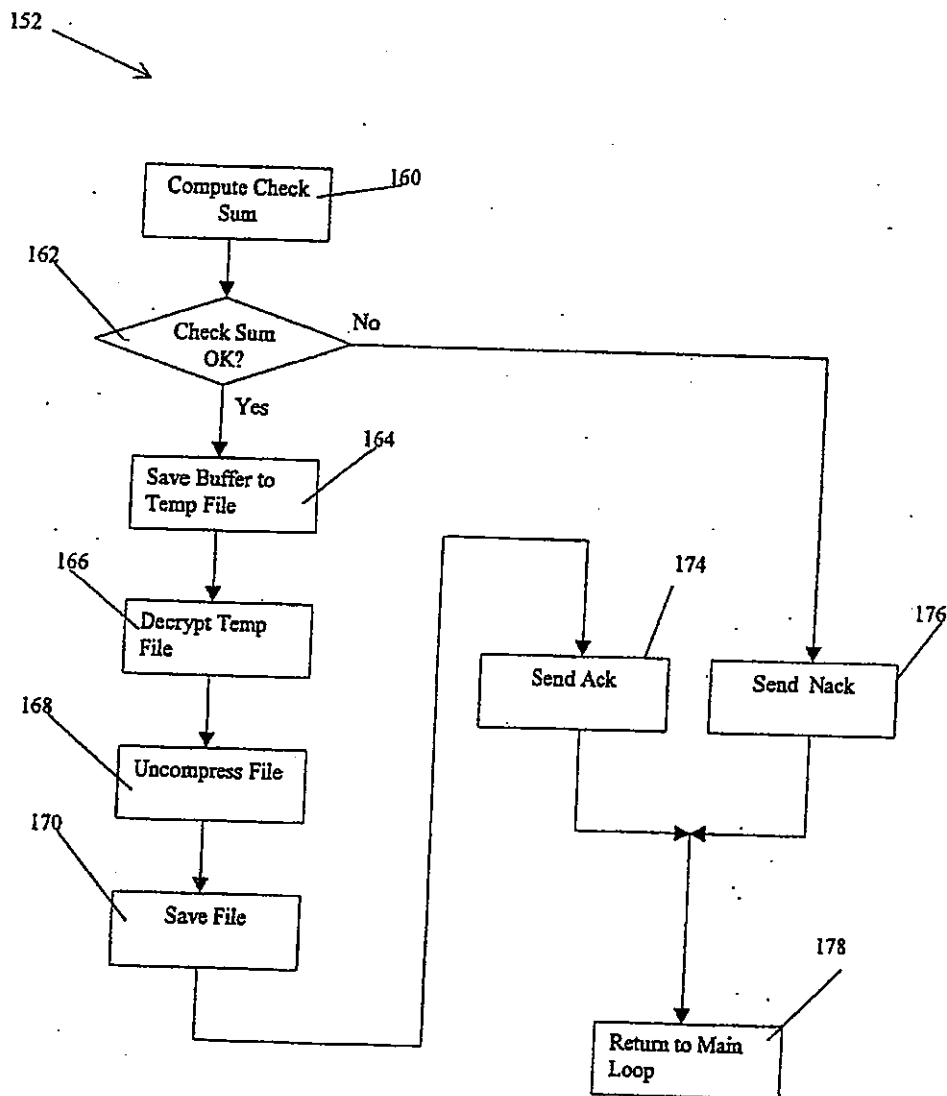 152
Compute Check
Sum
160
162
Check Sum
OK?
No
Yes
Save Buffer to
Temp File
164
166
Decrypt Temp
File
174
176
Send Ack
Send Nack
168
Uncompress File
170
Save File
178
Return to Main
Loop